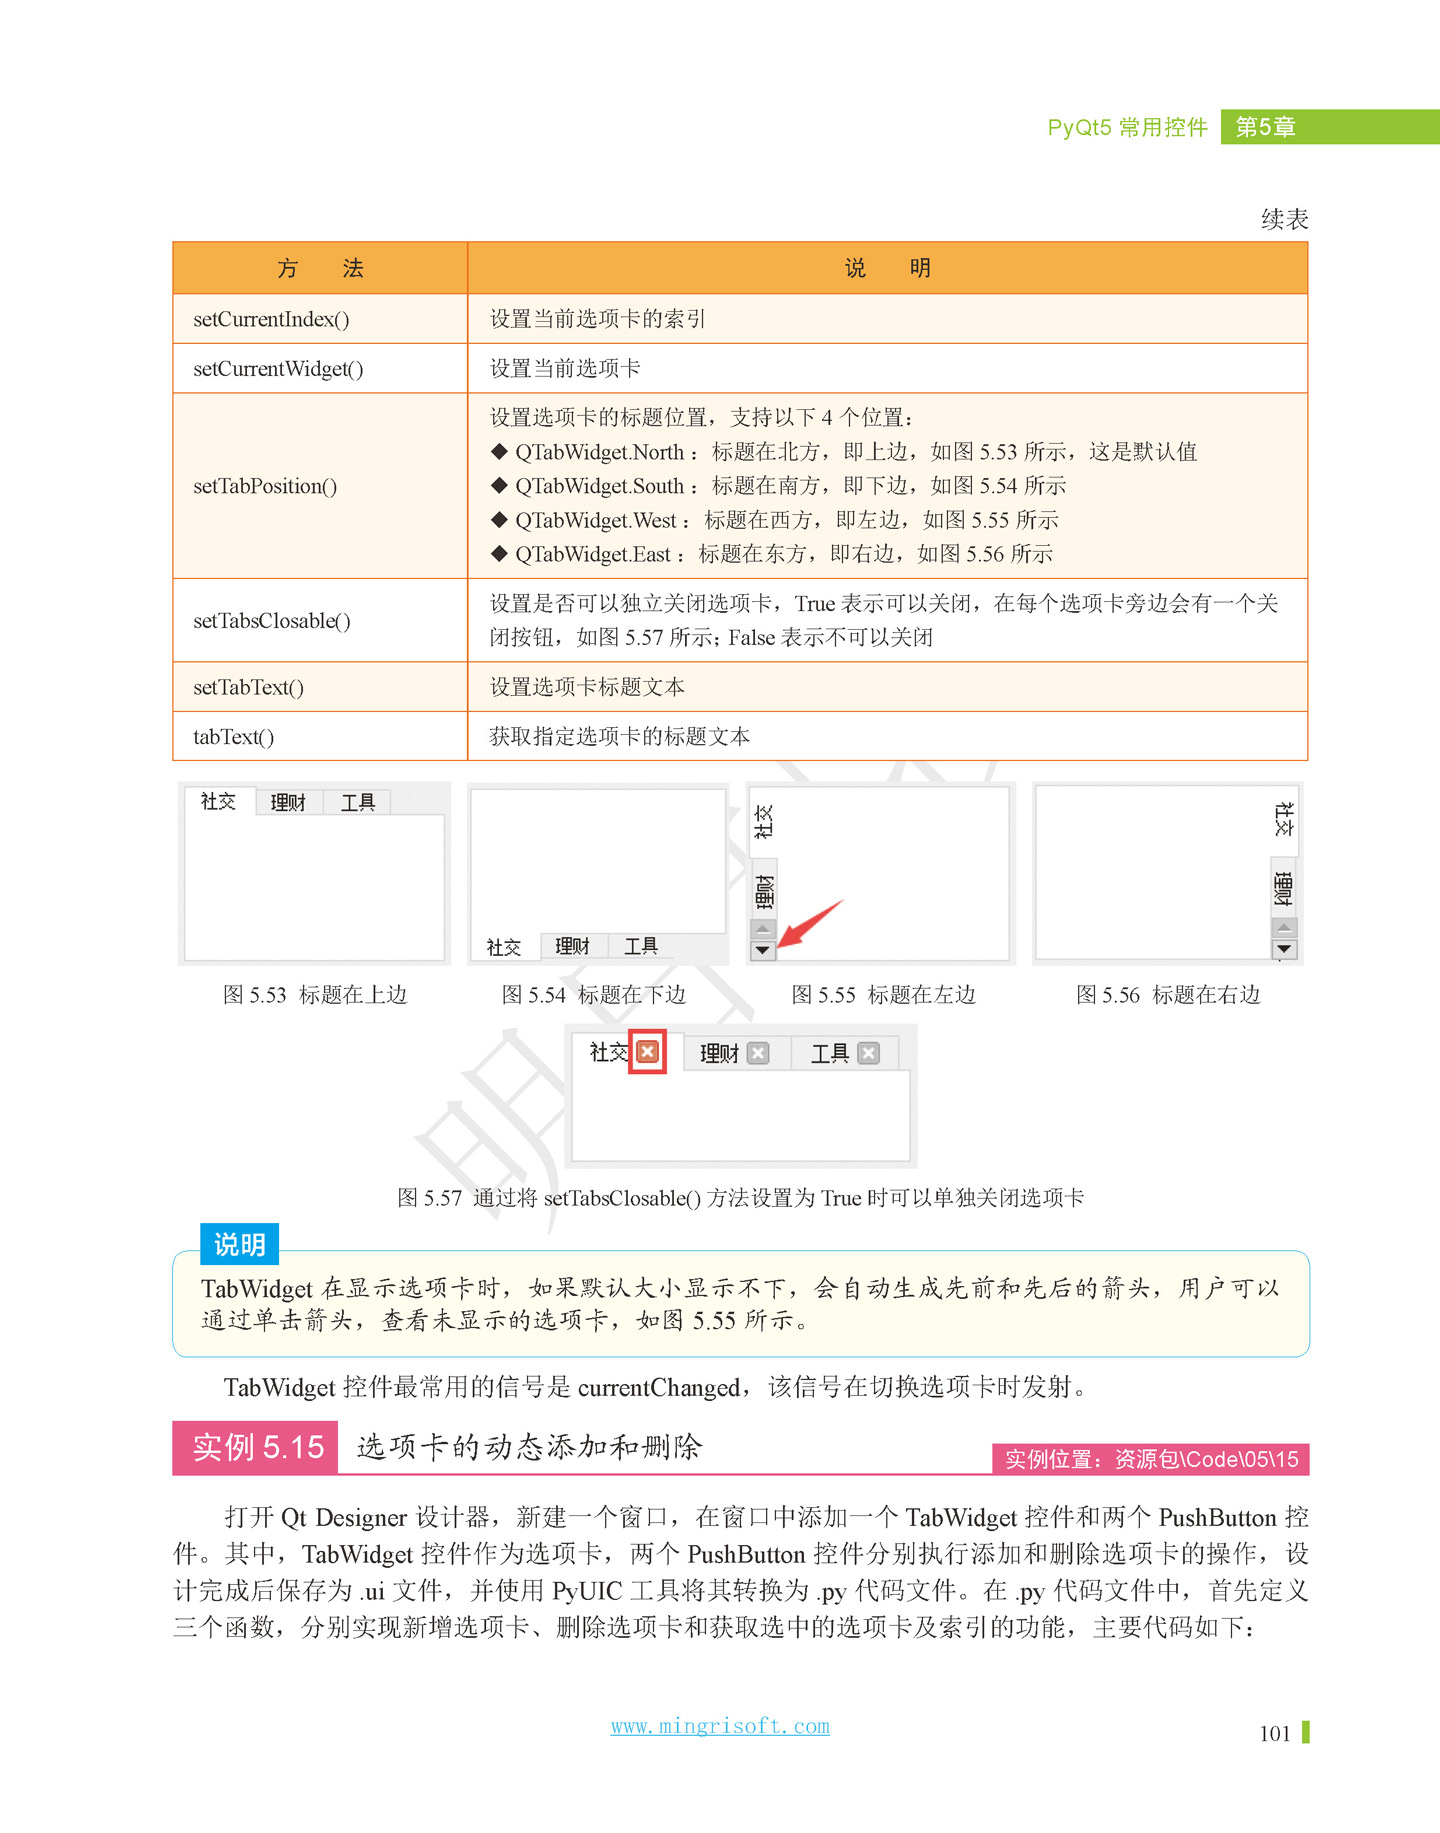 PyQt5 常用控件 第5章
续表
方 法 说 明
setCurrentIndex() 设置当前选项卡的索引
setCurrentWidget() 设置当前选项卡
设置选项卡的标题位置，支持以下 4 个位置：
◆ QTabWidget.North：标题在北方，即上边，如图 5.53 所示，这是默认值
setTabPosition() ◆ QTabWidget.South：标题在南方，即下边，如图 5.54 所示
◆ QTabWidget.West：标题在西方，即左边，如图 5.55 所示
◆ QTabWidget.East：标题在东方，即右边，如图 5.56 所示
setTabsClosable() 设置是否可以独立关闭选项卡，True 表示可以关闭，在每个选项卡旁边会有一个关
闭按钮，如图 5.57 所示；False 表示不可以关闭
setTabText() 设置选项卡标题文本
tabText() 获取指定选项卡的标题文本
社交 理财 工具
社交 理财 工具
社交
理财
社交
理财
图 5.53 标题在上边
图 5.54 标题在下边
图 5.55 标题在左边
图 5.56 标题在右边
社交 理财 工具
图 5.57 通过将 setTabsClosable() 方法设置为 True 时可以单独关闭选项卡
说明
TabWidget 在显示选项卡时，如果默认大小显示不下，会自动生成先前和先后的箭头，用户可以
通过单击箭头，查看未显示的选项卡，如图 5.55 所示。
TabWidget 控件最常用的信号是 currentChanged，该信号在切换选项卡时发射。
实例 5.15 选项卡的动态添加和删除
实例位置：资源包\Code\05\15
打开 Qt Designer 设计器，新建一个窗口，在窗口中添加一个 TabWidget 控件和两个 PushButton 控
件。其中，TabWidget 控件作为选项卡，两个 PushButton 控件分别执行添加和删除选项卡的操作，设
计完成后保存为 .ui 文件，并使用 PyUIC 工具将其转换为 .py 代码文件。在 .py 代码文件中，首先定义
三个函数，分别实现新增选项卡、删除选项卡和获取选中的选项卡及索引的功能，主要代码如下：
www.mingrisoft.com
101